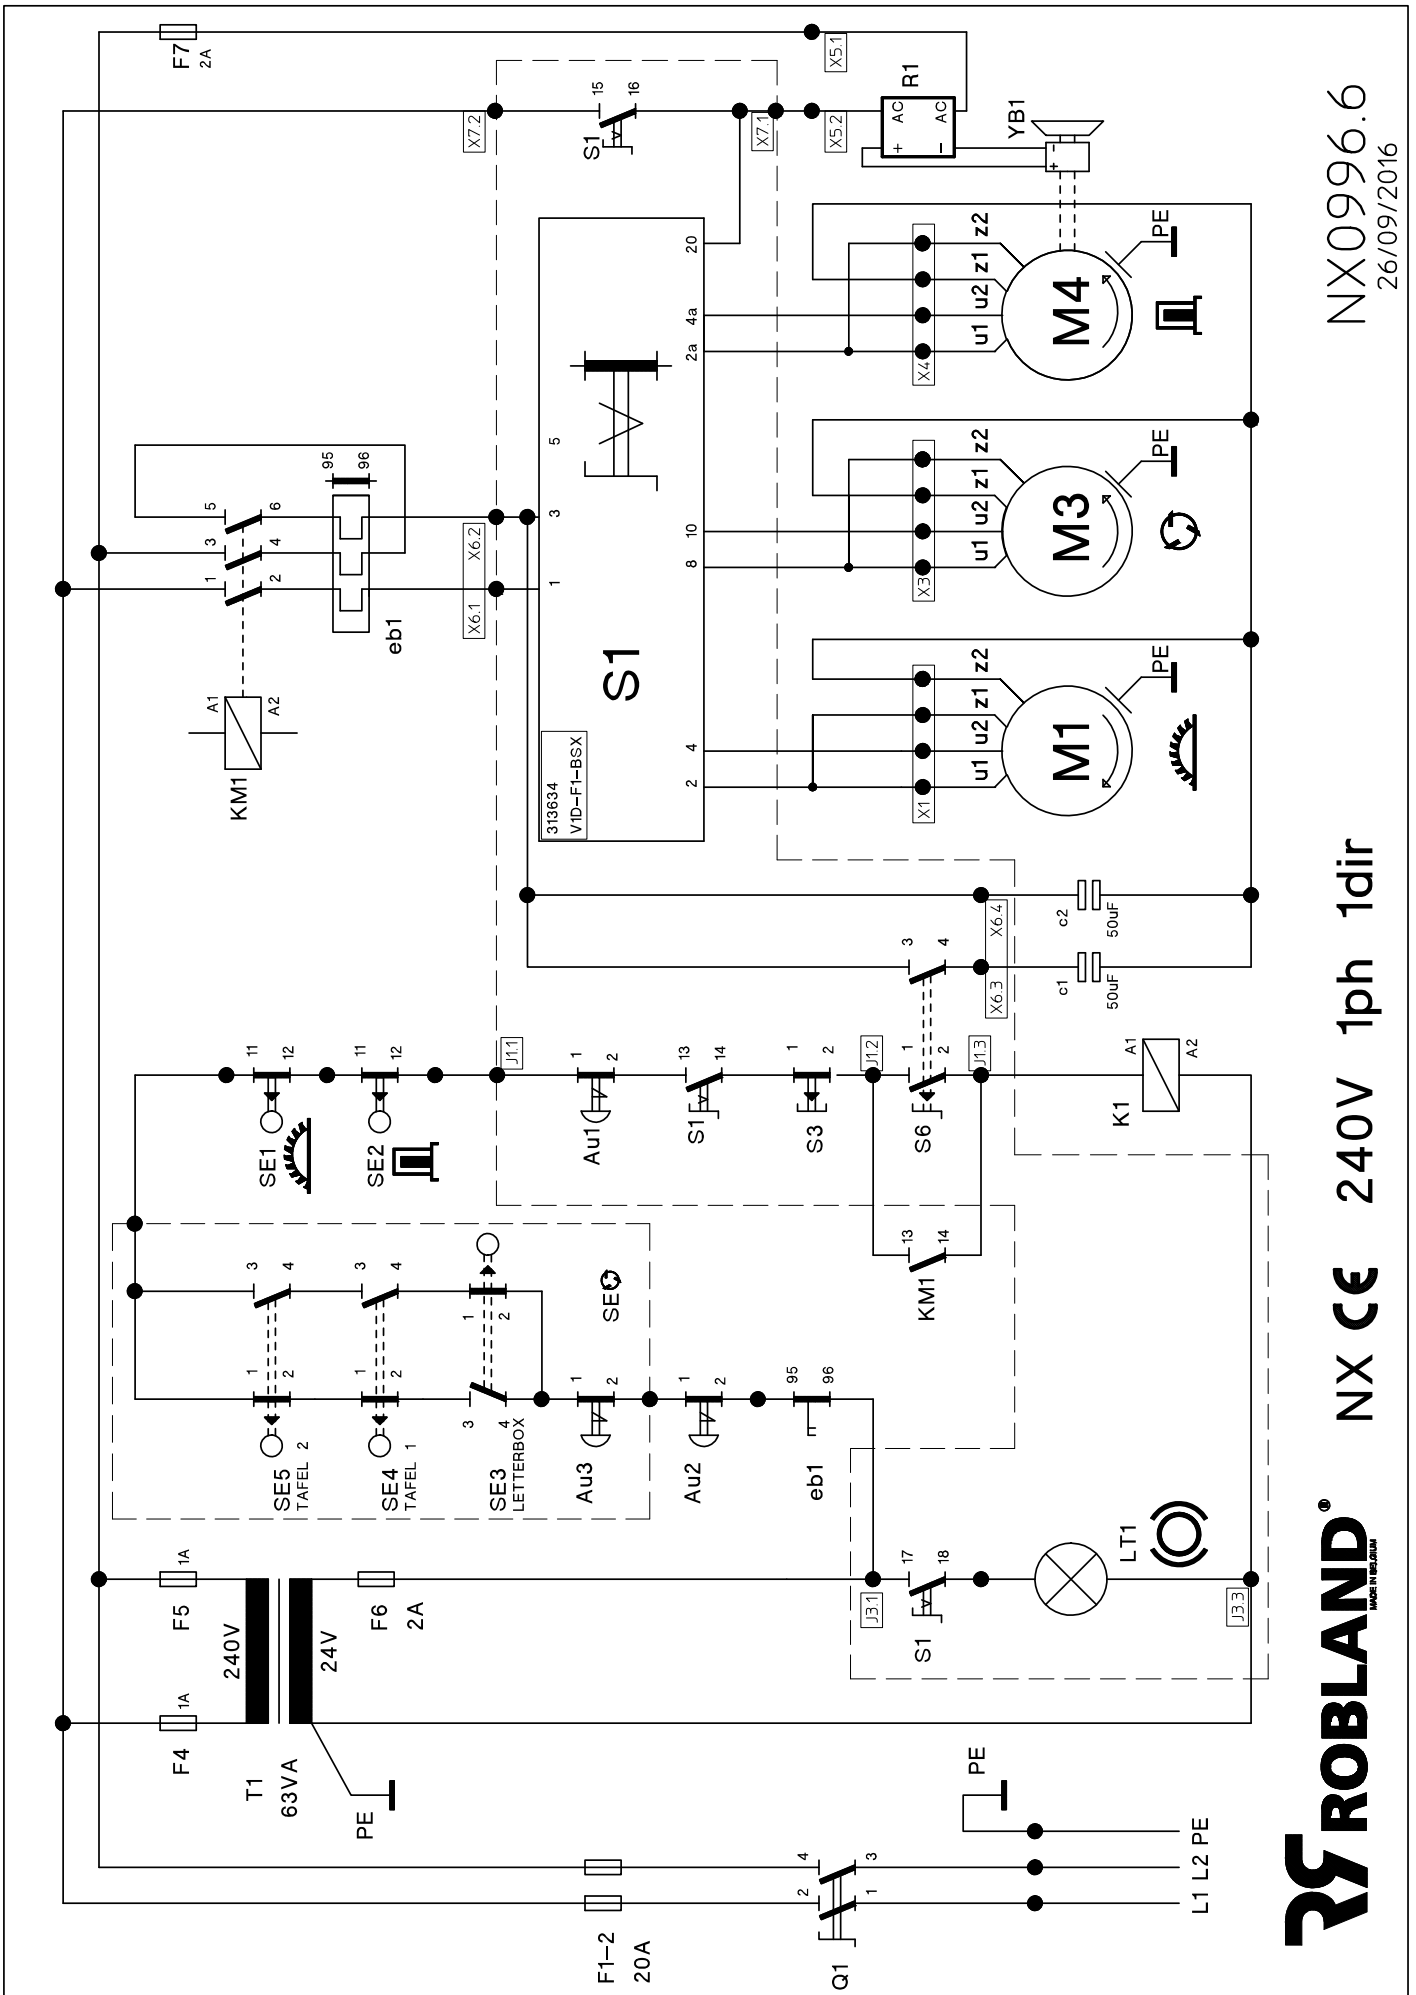 L1 L2 PE
PE
Q1
1
2
3
4
F1-2
20A
F4
1A
F5
1A
T1
63VA
240V
24V
PE
F6
2A
J3.1
S1
17
18
LT1
J3.3
SE5
TAFEL 2
1
2
3
4
SE4
TAFEL 1
1
2
3
4
SE3
LETTERBOX
3
4
1
2
SE
Au3
1
2
Au2
1
2
eb1
95
96
SE1
11
12
SE2
11
12
J1.1
Au1
1
2
S1
13
14
S3
1
2
J1.2
S6
1
2
3
4
J1.3
KM1
13
14
K1
A1
A2
X6.3
X6.4
c1
50uF
c2
50uF
KM1
A1
A2
1
2
3
4
5
6
eb1
95
96
X6.1
X6.2
1
3
5
S1
313634
V1D-F1-BSX
2
4
8
10
2a
4a
20
X1
u1
u2
z1
z2
M1
PE
X3
u1
u2
z1
z2
M3
PE
X4
u1
u2
z1
z2
M4
PE
F7
2A
X7.2
S1
15
16
X7.1
X5.1
X5.2
R1
AC
AC
+
-
YB1
+
-
ROBLAND®
MADE IN BELGIUM
NX CE 240V 1ph 1dir
NX0996.6
26/09/2016